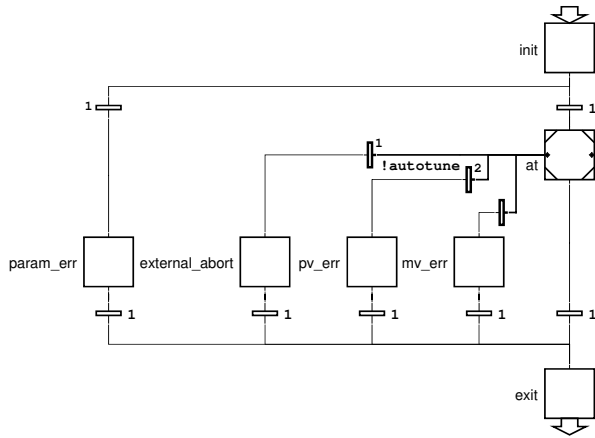 init
1 1
1
!autotune 2 at
param_err external_abort pv_err mv_err
1 1 1 1 1
exit